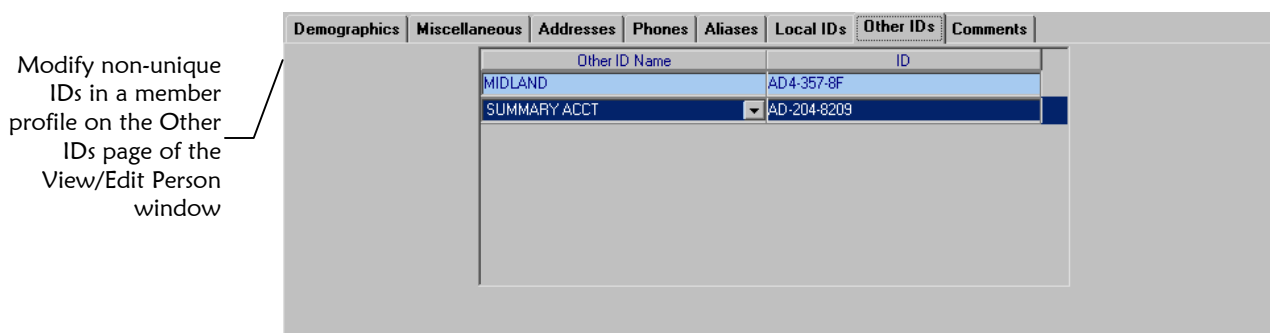 Demographics Miscellaneous Addresses Phones Aliases Local IDs Other IDs Comments
Modify non-unique
IDs in a member
profile on the Other
IDs page of the
View/Edit Person
window
Other ID Name ID
MIDLAND AD4-357-8F
SUMMARY ACCT AD-204-8209